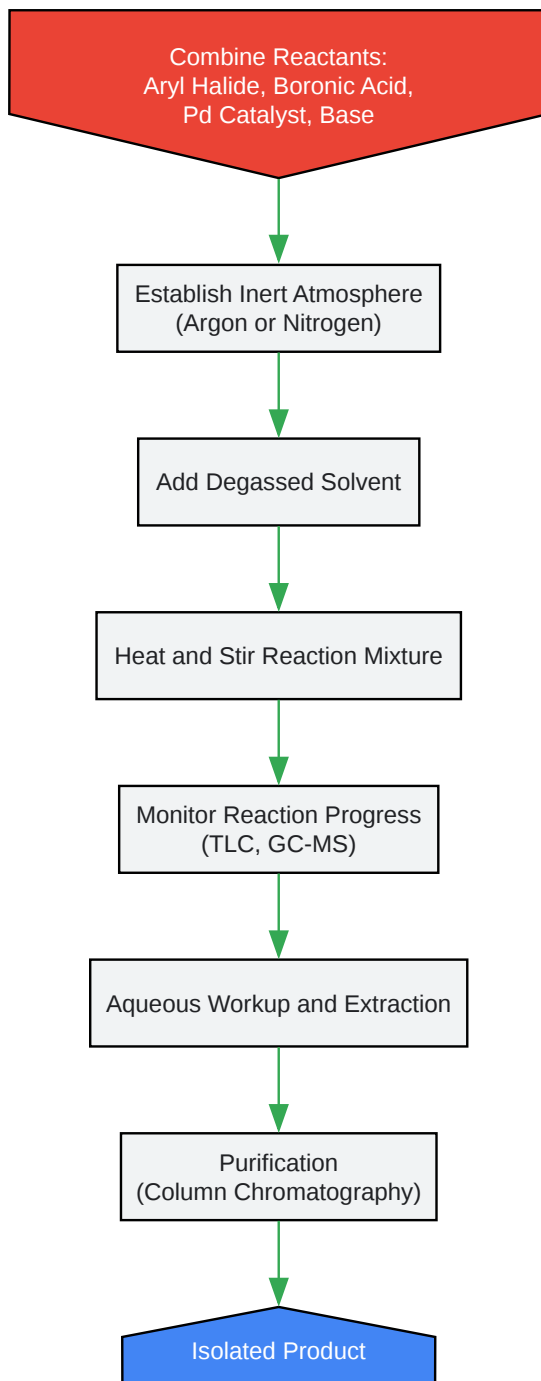 Combine Reactants:
Aryl Halide, Boronic Acid,
Pd Catalyst, Base
Establish Inert Atmosphere
(Argon or Nitrogen)
Add Degassed Solvent
Heat and Stir Reaction Mixture
Monitor Reaction Progress
(TLC, GC-MS)
Aqueous Workup and Extraction
Purification
(Column Chromatography)
Isolated Product